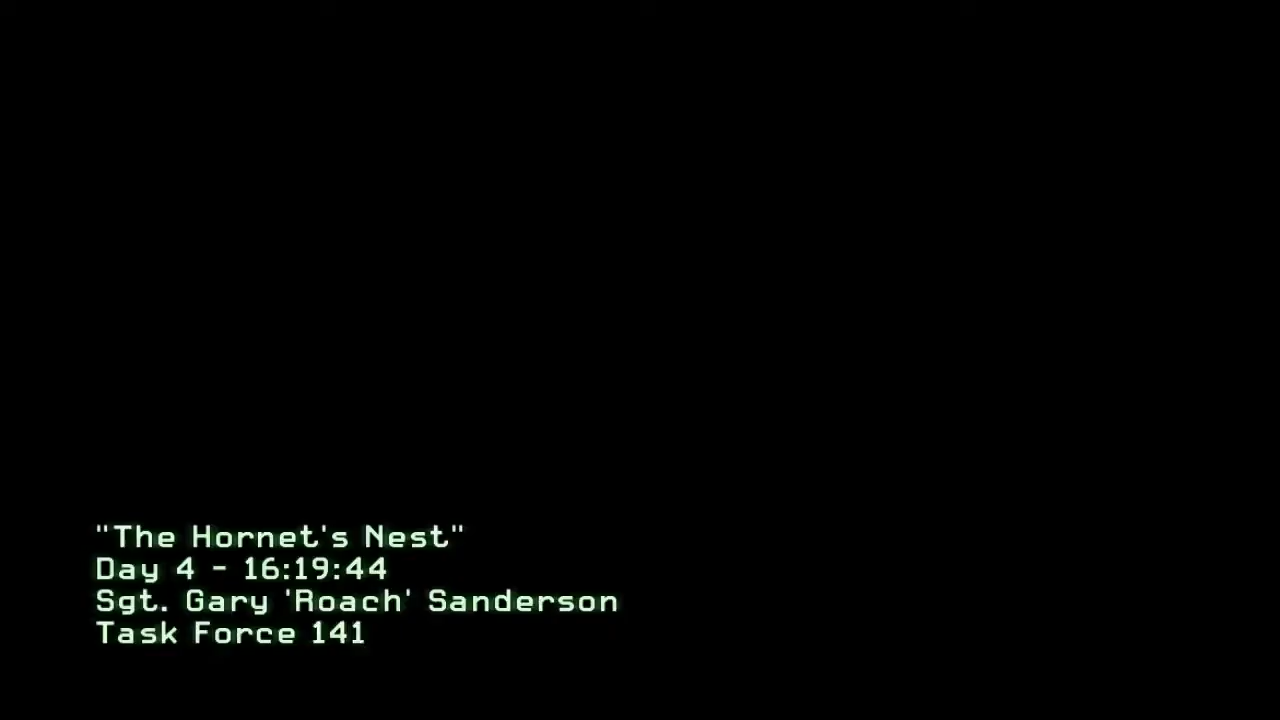 "The Hornet's Nest"
Day 4 - 16:19:44
Sgt. Gary 'Roach' Sanderson
Task Force 141